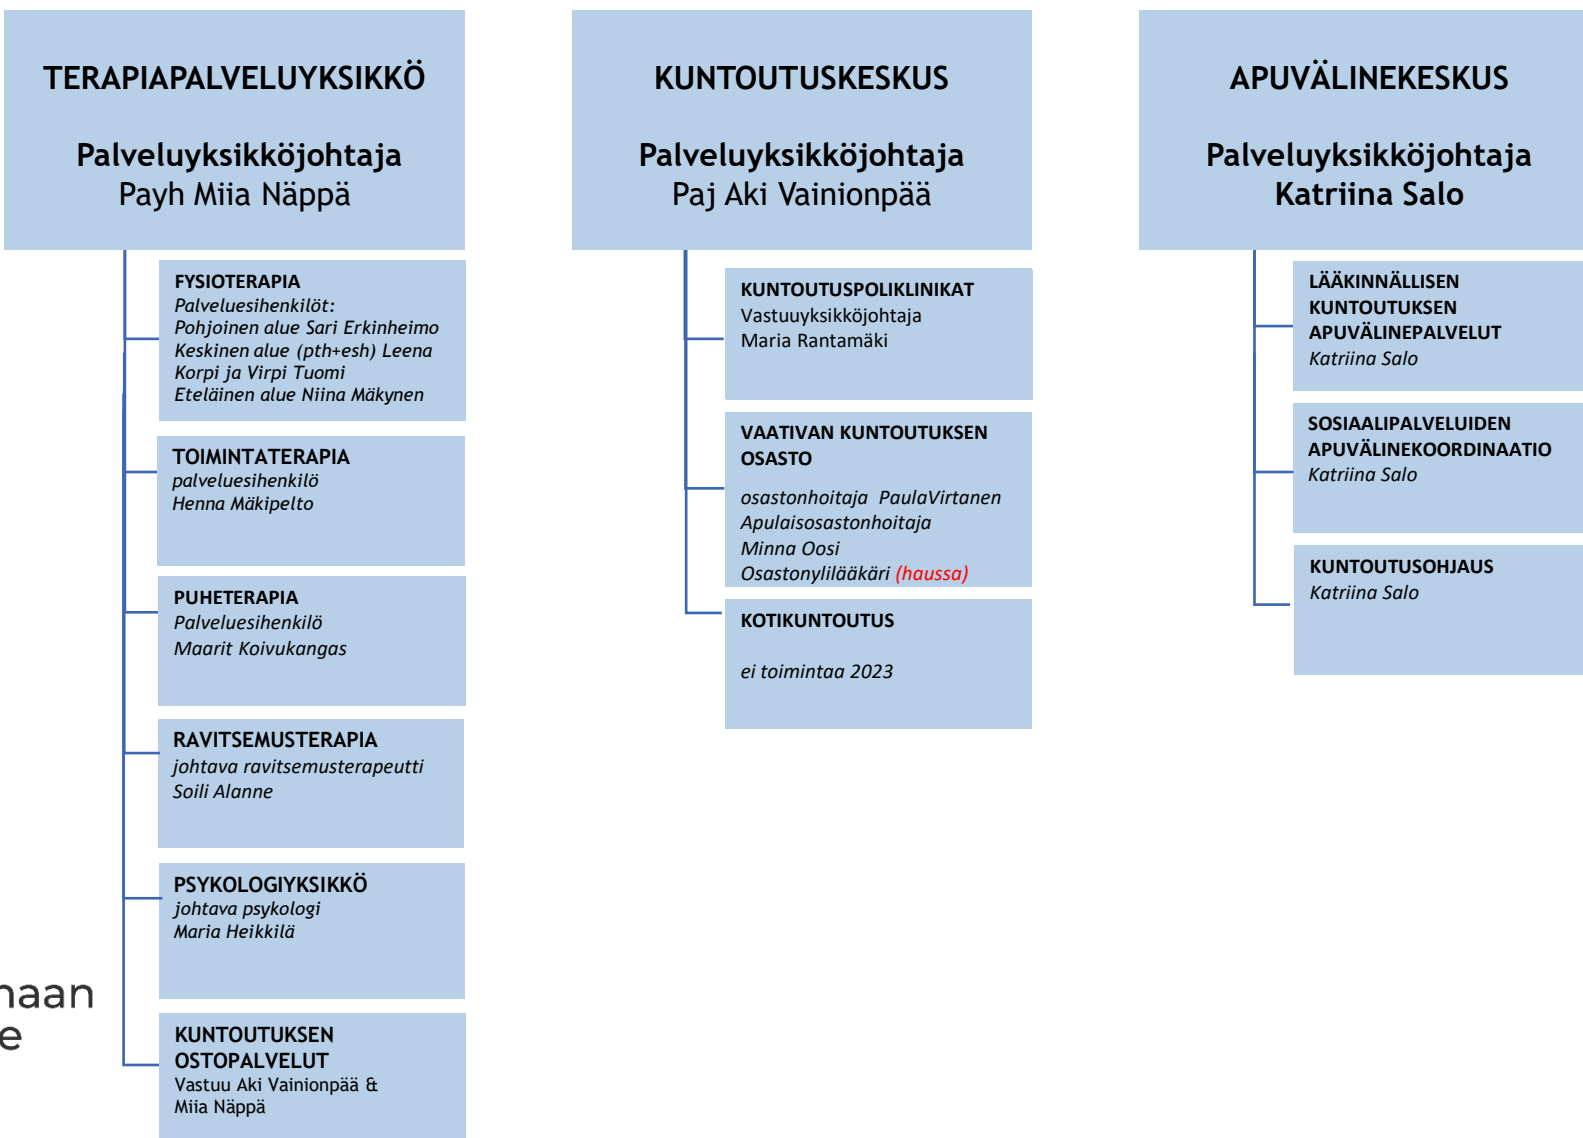 TERAPIAPALVELUYKSIKKÖ
Palveluyksikköjohtaja
Payh Miia Näppä
FYSIOTERAPIA
Palveluesihenkilöt:
Pohjoinen alue Sari Erkinheimo
Keskinen alue (pth+esh) Leena
Korpi ja Virpi Tuomi
Eteläinen alue Niina Mäkynen
TOIMINTATERAPIA
palveluesihenkilö
Henna Mäkipelto
PUHETERAPIA
Palveluesihenkilö
Maarit Koivukangas
RAVITSEMUSTERAPIA
johtava ravitsemusterapeutti
Soili Alanne
PSYKOLOGIYKSIKKÖ
johtava psykologi
Maria Heikkilä
KUNTOUTUKSEN
OSTOPALVELUT
Vastuu Aki Vainionpää &
Miia Näppä
KUNTOUTUSKESKUS
Palveluyksikköjohtaja
Paj Aki Vainionpää
KUNTOUTUSPOLIKLINIKAT
Vastuuyksikköjohtaja
Maria Rantamäki
VAATIVAN KUNTOUTUKSEN
OSASTO
osastonhoitaja  PaulaVirtanen
Apulaisosastonhoitaja
Minna Oosi
Osastonylilääkäri (haussa)
KOTIKUNTOUTUS
ei toimintaa 2023
APUVÄLINEKESKUS
Palveluyksikköjohtaja
Katriina Salo
LÄÄKINNÄLLISEN
KUNTOUTUKSEN
APUVÄLINEPALVELUT
Katriina Salo
SOSIAALIPALVELUIDEN
APUVÄLINEKOORDINAATIO
Katriina Salo
KUNTOUTUSOHJAUS
Katriina Salo